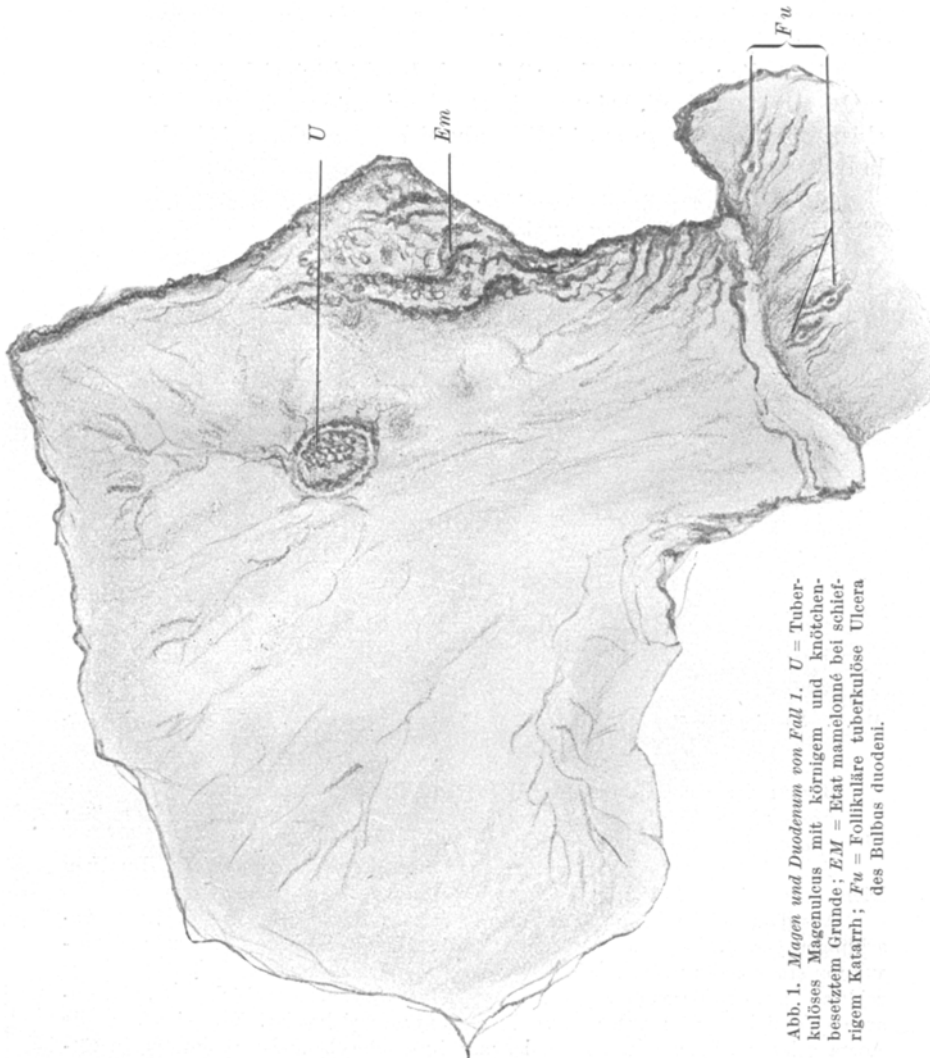 U
Em
Fu
Abb. 1. Magen und Duodenum von Fall 1. U = Tuber-
kulöses Magenulcus mit körnigem und knötchen-
besetztem Grunde; EM = Etat mamelonné bei schief-
rigem Katarrh; Fu = Follikuläre tuberkulöse Ulcera
des Bulbus duodeni.